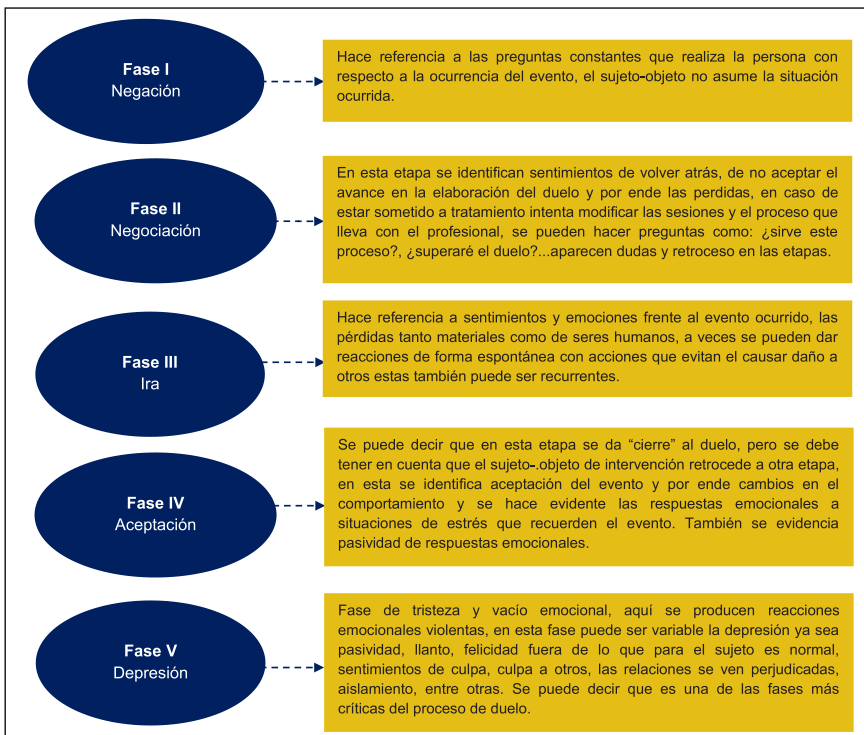 Fase I
Negación
Hace referencia a las preguntas constantes que realiza la persona con
respecto a la ocurrencia del evento, el sujeto-objeto no asume la situación
ocurrida.
Fase II
Negociación
En esta etapa se identifican sentimientos de volver atrás, de no aceptar el
avance en la elaboración del duelo y por ende las perdidas, en caso de
estar sometido a tratamiento intenta modificar las sesiones y el proceso que
lleva con el profesional, se pueden hacer preguntas como: ¿sirve este
proceso?, ¿superaré el duelo?...aparecen dudas y retroceso en las etapas.
Fase III
Ira
Hace referencia a sentimientos y emociones frente al evento ocurrido, las
pérdidas tanto materiales como de seres humanos, a veces se pueden dar
reacciones de forma espontánea con acciones que evitan el causar daño a
otros estas también puede ser recurrentes.
Fase IV
Aceptación
Se puede decir que en esta etapa se da “cierre” al duelo, pero se debe
tener en cuenta que el sujeto-.objeto de intervención retrocede a otra etapa,
en esta se identifica aceptación del evento y por ende cambios en el
comportamiento y se hace evidente las respuestas emocionales a
situaciones de estrés que recuerden el evento. También se evidencia
pasividad de respuestas emocionales.
Fase V
Depresión
Fase de tristeza y vacío emocional, aquí se producen reacciones
emocionales violentas, en esta fase puede ser variable la depresión ya sea
pasividad, llanto, felicidad fuera de lo que para el sujeto es normal,
sentimientos de culpa, culpa a otros, las relaciones se ven perjudicadas,
aislamiento, entre otras. Se puede decir que es una de las fases más
críticas del proceso de duelo.